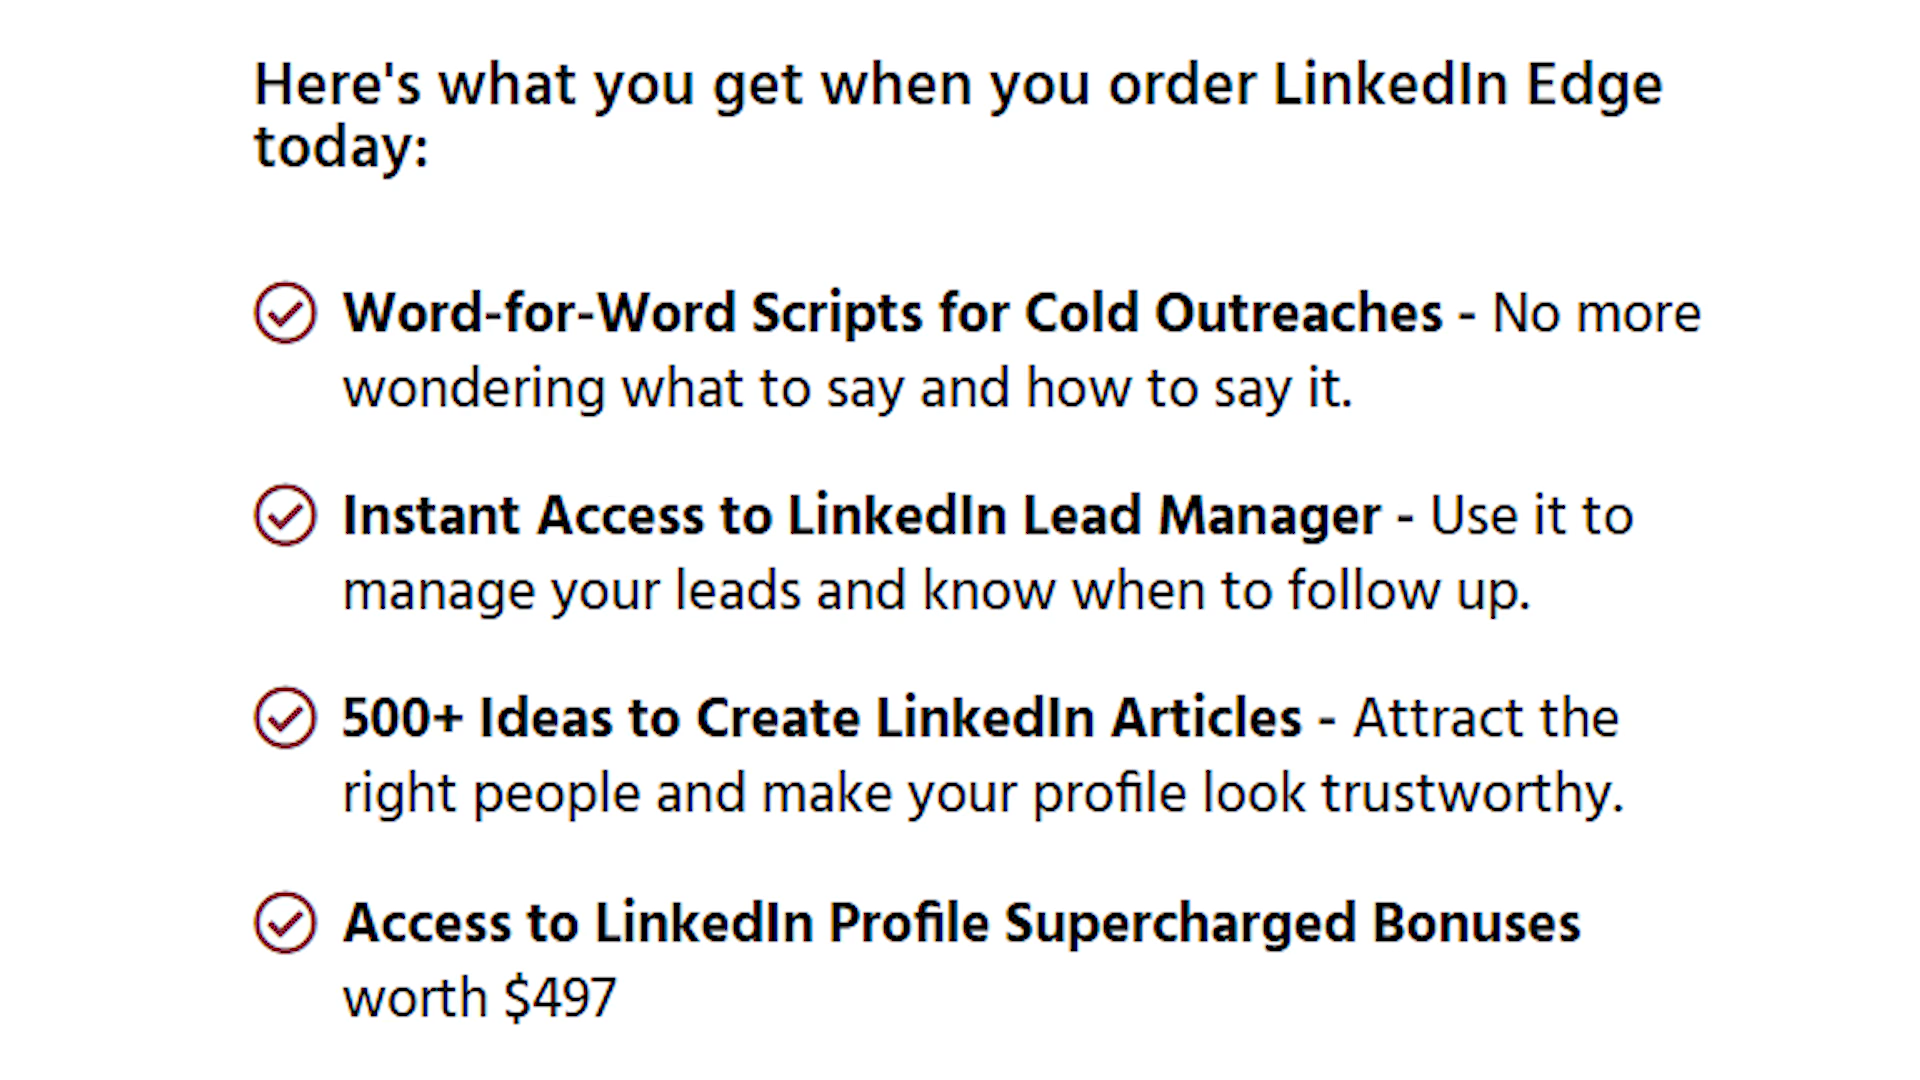 Here's what you get when you order LinkedIn Edge
today:
Word-for-Word Scripts for Cold Outreaches - No more
wondering what to say and how to say it.
Instant Access to LinkedIn Lead Manager - Use it to
manage your leads and know when to follow up.
500+ Ideas to Create LinkedIn Articles - Attract the
right people and make your profile look trustworthy.
Access to LinkedIn Profile Supercharged Bonuses
worth $497